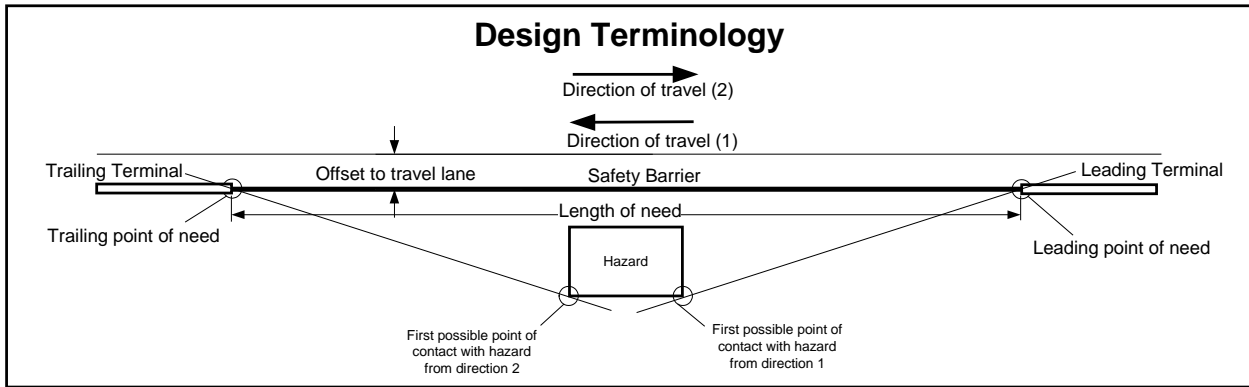 Design Terminology
Direction of travel (2)
Direction of travel (1)
Trailing Terminal
Offset to travel lane
Safety Barrier
Leading Terminal
Length of need
Trailing point of need
Leading point of need
Hazard
First possible point of
contact with hazard
from direction 2
First possible point of
contact with hazard
from direction 1